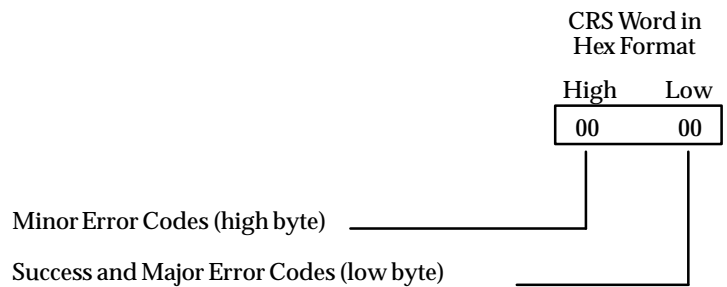 CRS Word in
Hex Format
High Low
00 00
Minor Error Codes (high byte)
Success and Major Error Codes (low byte)